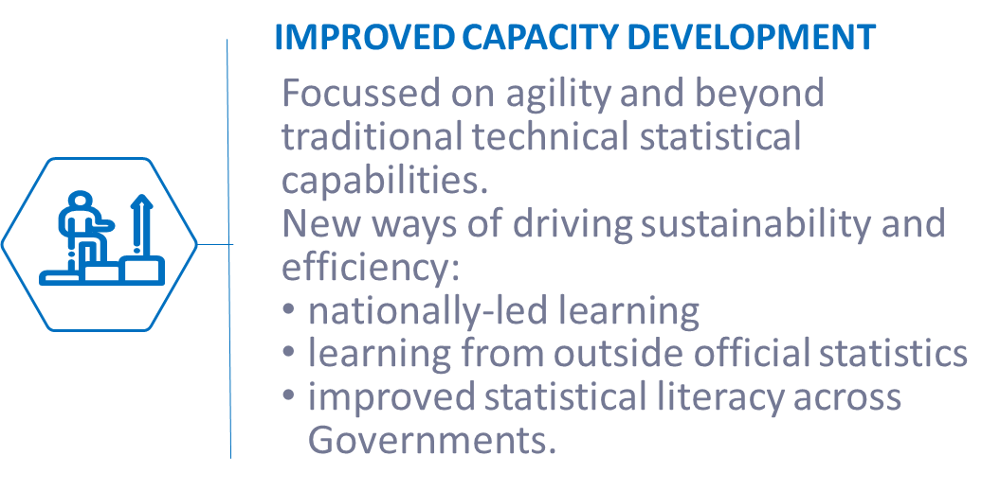 IMPROVED CAPACITY DEVELOPMENT
Focussed on agility and beyond
traditional technical statistical
capabilities.
New ways of driving sustainability and
efficiency:
• nationally-led learning
• learning from outside official statistics
• improved statistical literacy across
Governments.